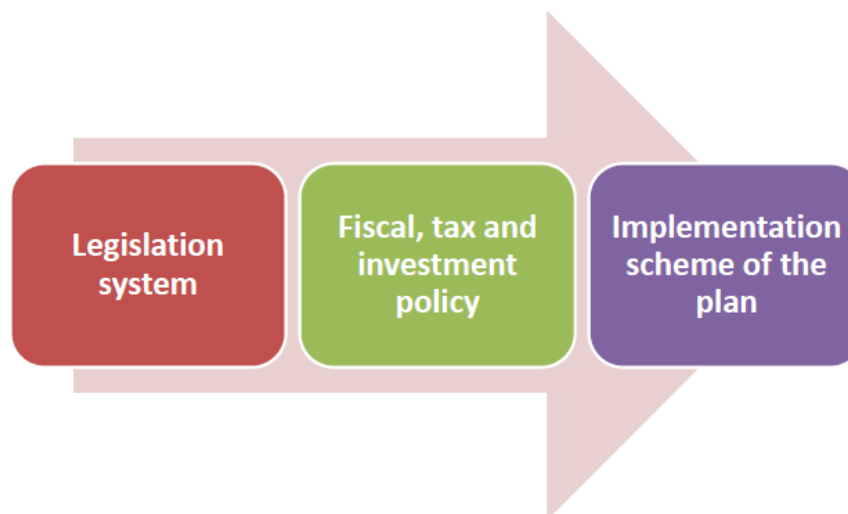 Legislation
system
Fiscal, tax and
investment
policy
Implementation
scheme of the
plan